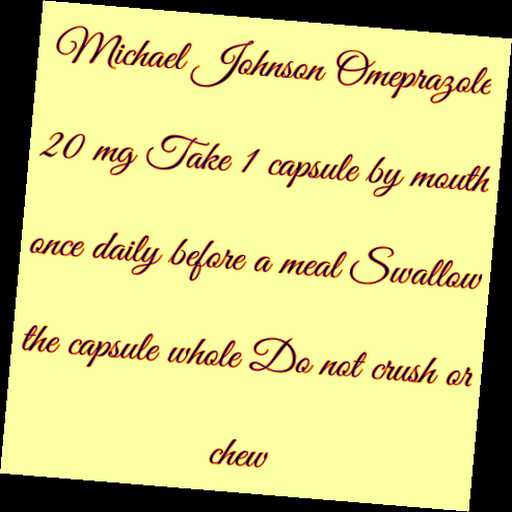 Michael Johnson Omeprazole
20 mg Take 1 capsule by mouth
once daily before a meal Swallow
the capsule whole Do not crush or
chew